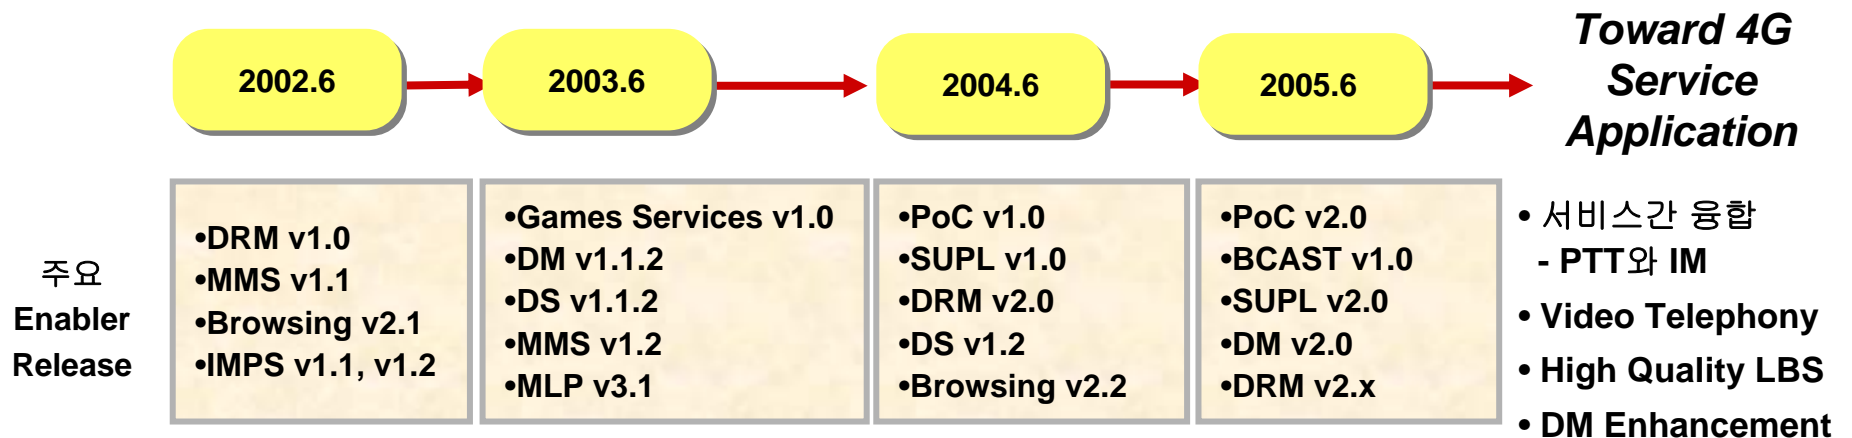 2002.6
2003.6
2004.6
2005.6
Toward 4G
Service
Application
주요
Enabler
Release
•DRM v1.0
•MMS v1.1
•Browsing v2.1
•IMPS v1.1, v1.2
•Games Services v1.0
•DM v1.1.2
•DS v1.1.2
•MMS v1.2
•MLP v3.1
•PoC v1.0
•SUPL v1.0
•DRM v2.0
•DS v1.2
•Browsing v2.2
•PoC v2.0
•BCAST v1.0
•SUPL v2.0
•DM v2.0
•DRM v2.x
• 서비스간 융합
- PTT와 IM
• Video Telephony
• High Quality LBS
• DM Enhancement